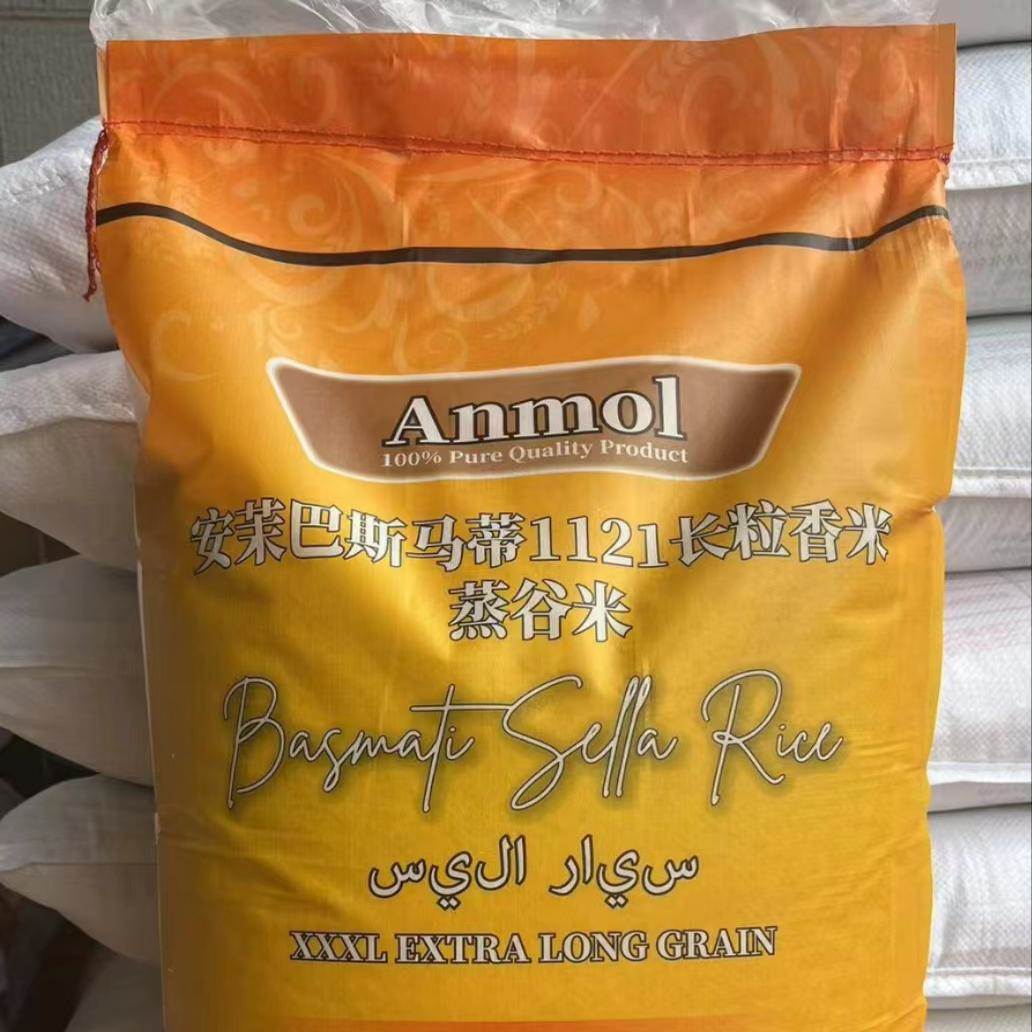 Anmol
100% Pure Quality Product
安茉巴斯马蒂1121长粒香米
蒸谷米
Basmati Sella Rice
سيار اليس
XXXL EXTRA LONG GRAIN